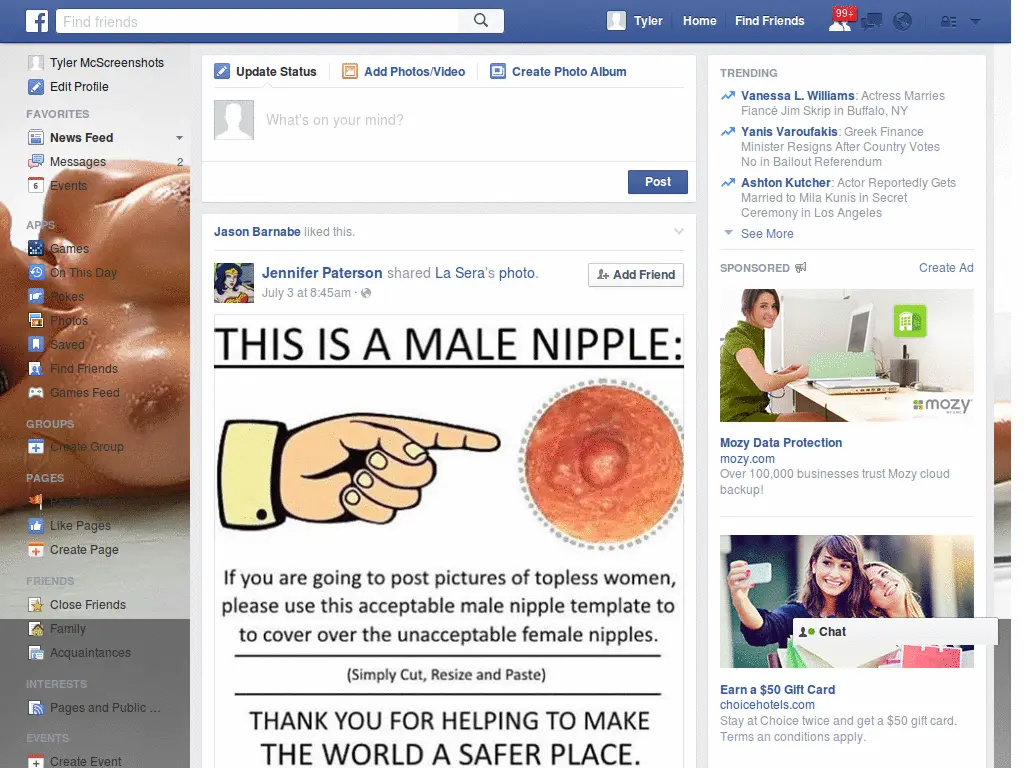 Find friends
Tyler
Home
Find Friends
99+
Tyler McScreenshots
Edit Profile
FAVORITES
News Feed
Messages
2
6
Events
APPS
Games
On This Day
Pokes
Photos
Saved
Find Friends
Games Feed
GROUPS
Create Group
PAGES
Like Pages
Create Page
FRIENDS
Close Friends
Family
Acquaintances
INTERESTS
Pages and Public ...
EVENTS
Create Event
Update Status
Add Photos/Video
Create Photo Album
What's on your mind?
Post
Jason Barnabe liked this.
Jennifer Paterson shared La Sera's photo.
July 3 at 8:45am ·
Add Friend
THIS IS A MALE NIPPLE:
If you are going to post pictures of topless women,
please use this acceptable male nipple template to
to cover over the unacceptable female nipples.
(Simply Cut, Resize and Paste)
THANK YOU FOR HELPING TO MAKE
THE WORLD A SAFER PLACE.
TRENDING
Vanessa L. Williams: Actress Marries
Fiancé Jim Skrip in Buffalo, NY
Yanis Varoufakis: Greek Finance
Minister Resigns After Country Votes
No in Bailout Referendum
Ashton Kutcher: Actor Reportedly Gets
Married to Mila Kunis in Secret
Ceremony in Los Angeles
See More
SPONSORED
Create Ad
mozy
Mozy Data Protection
mozy.com
Over 100,000 businesses trust Mozy cloud
backup!
Chat
Earn a $50 Gift Card
choicehotels.com
Stay at Choice twice and get a $50 gift card.
Terms an conditions apply.